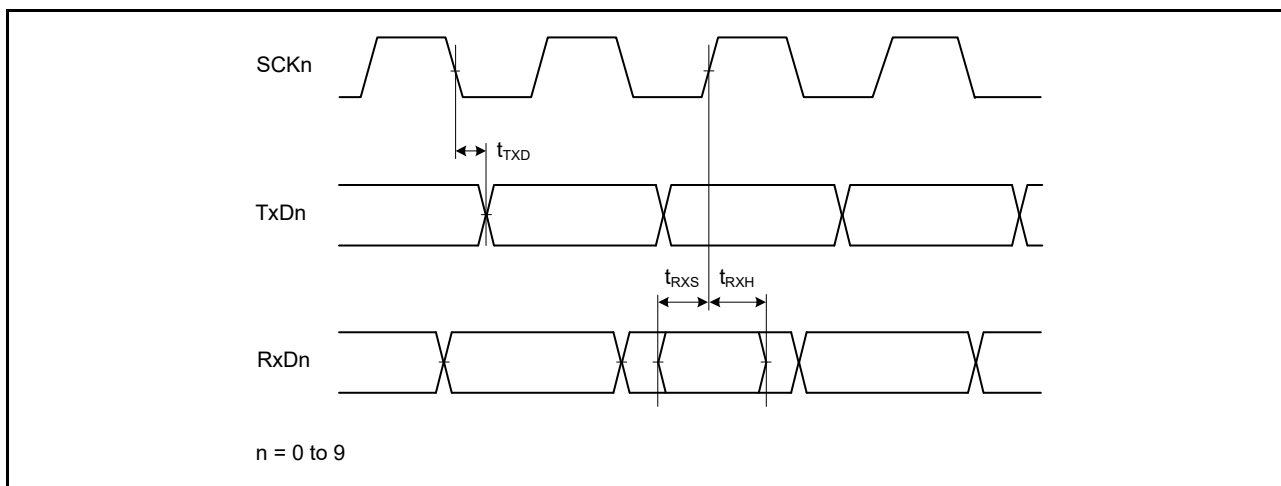 SCKn
tTXD
TxDn
tRXS tRXH
RxDn
n = 0 to 9